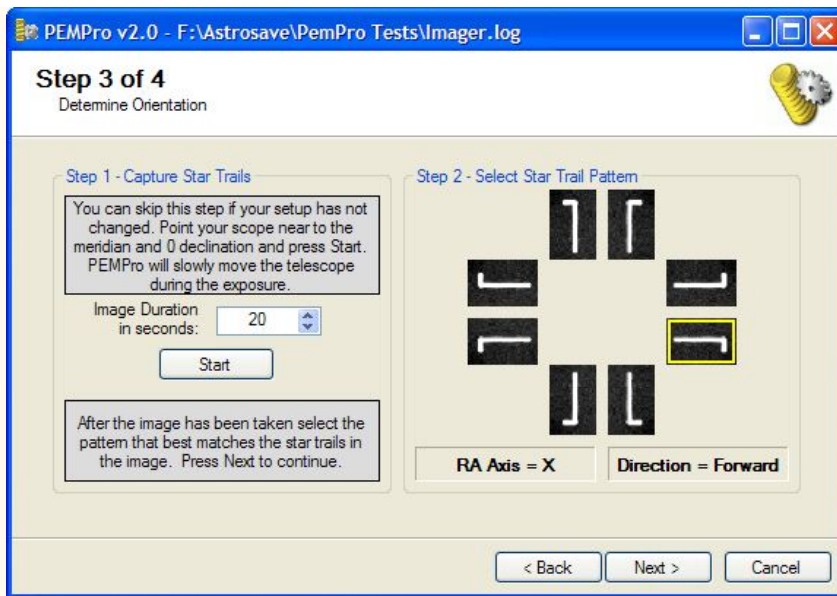 PEMPro v2.0 - F:\Astrosave\PemPro Tests\Imager.log
Step 3 of 4
Determine Orientation
Step 1 - Capture Star Trails
You can skip this step if your setup has not
changed. Point your scope near to the
meridian and 0 declination and press Start.
PEMPro will slowly move the telescope
during the exposure.
Image Duration
in seconds:
20
Start
After the image has been taken select the
pattern that best matches the star trails in
the image. Press Next to continue.
Step 2 - Select Star Trail Pattern
RA Axis = X
Direction = Forward
< Back
Next >
Cancel